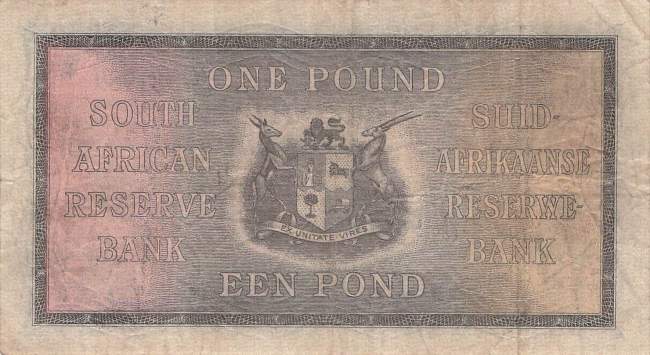 ONE POUND
SOUTH
AFRICAN
RESERVE
BANK
SUID-
AFRIKAANSE
RESERWE-
BANK
EX UNITATE VIRES
EEN POND